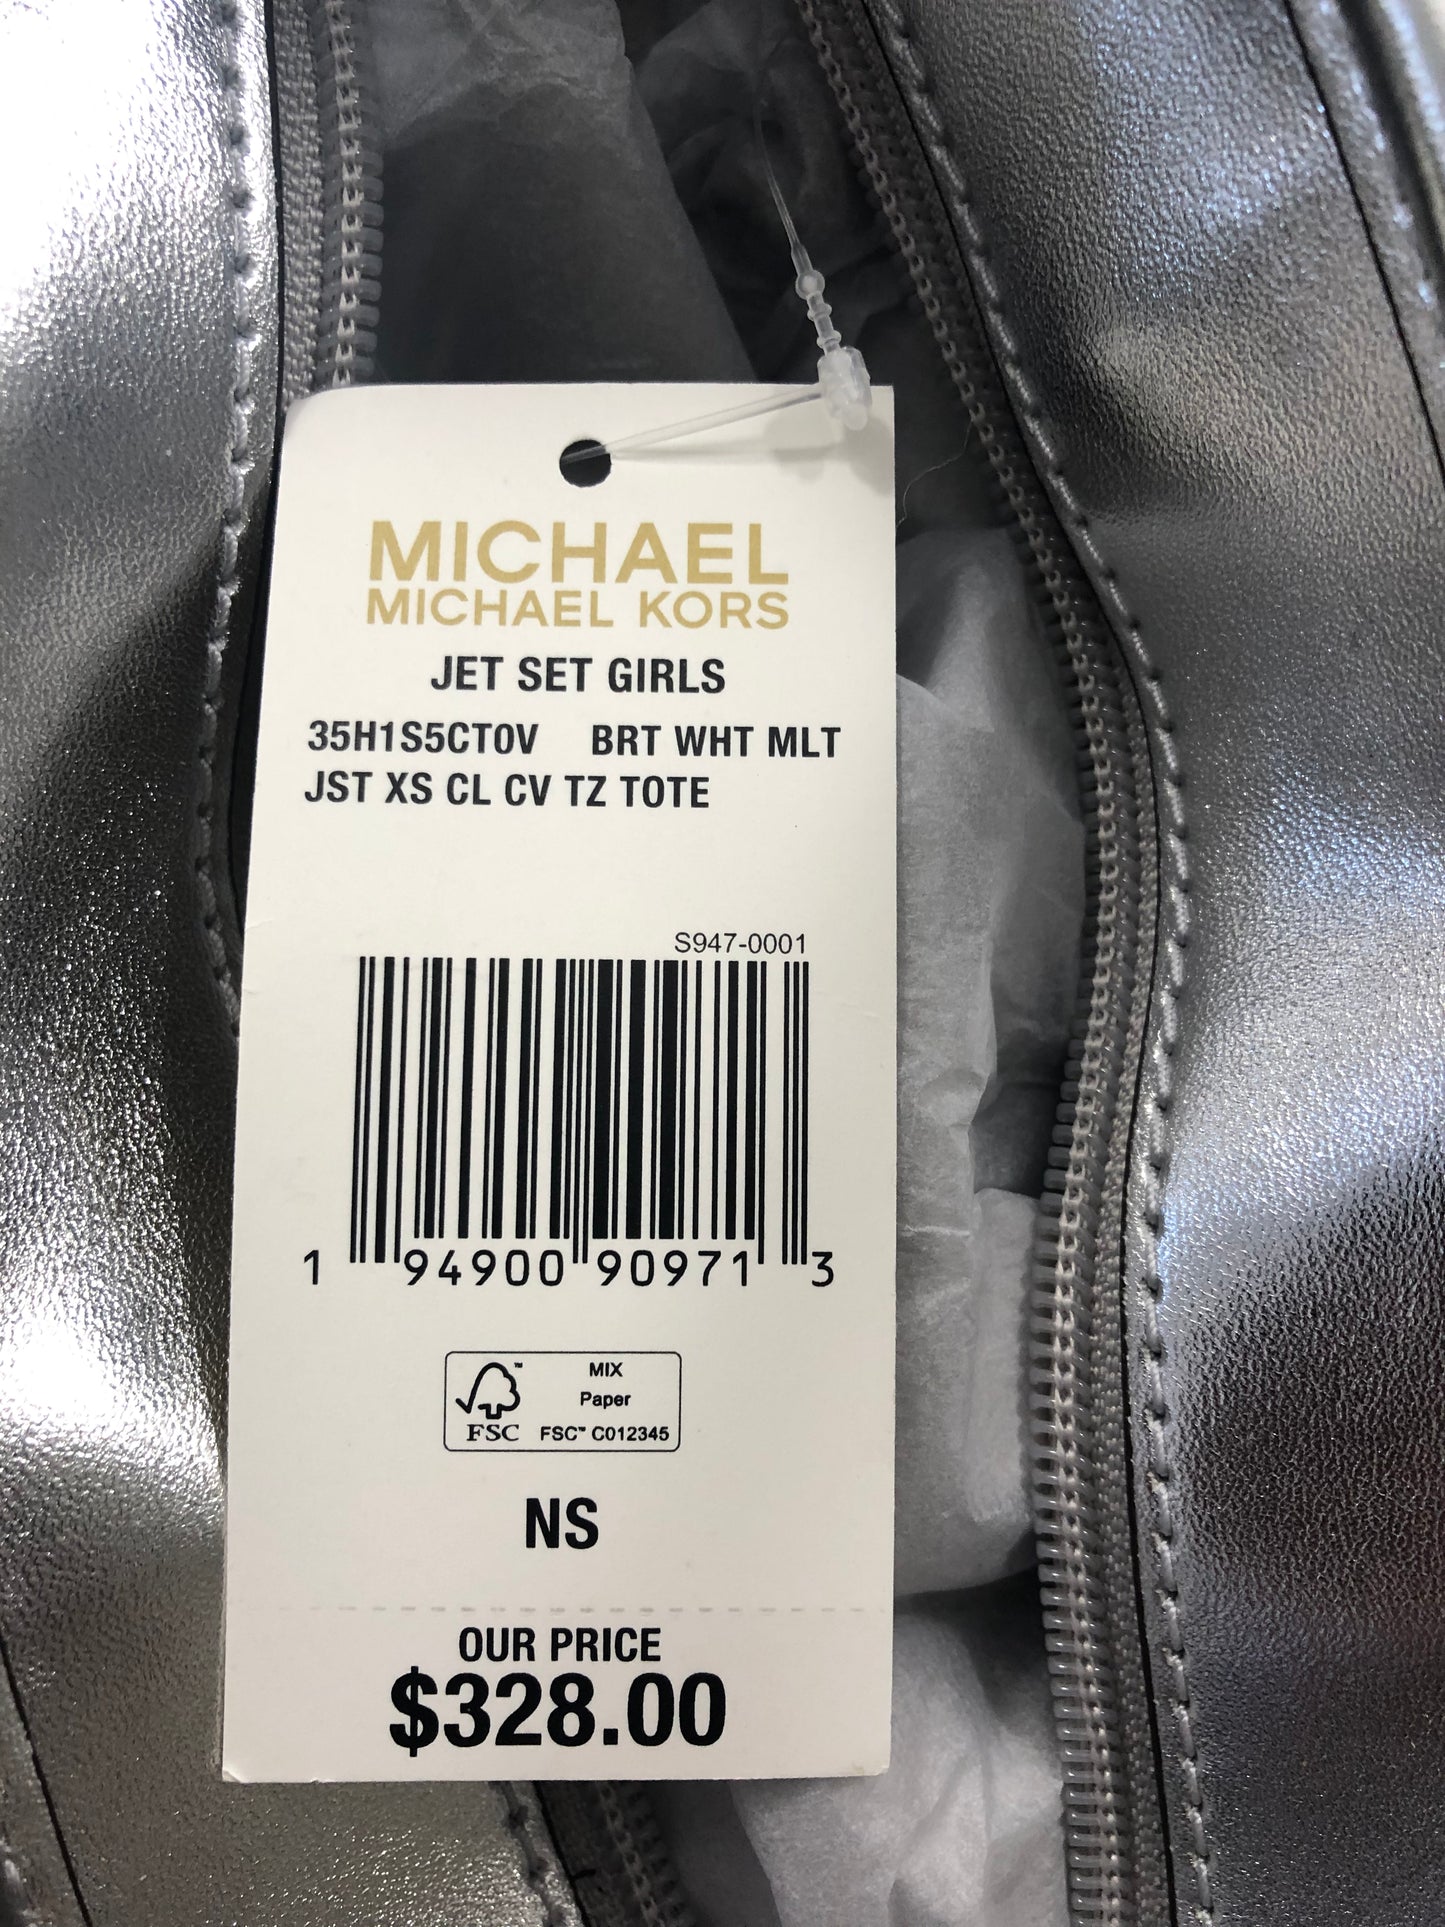 MICHAEL
MICHAEL KORS
JET SET GIRLS
35H1S5CT0V BRT WHT MLT
JST XS CL CV TZ TOTE
S947-0001
1 94900 90971 3
FSC™
MIX
Paper
FSC™ C012345
NS
OUR PRICE
$328.00